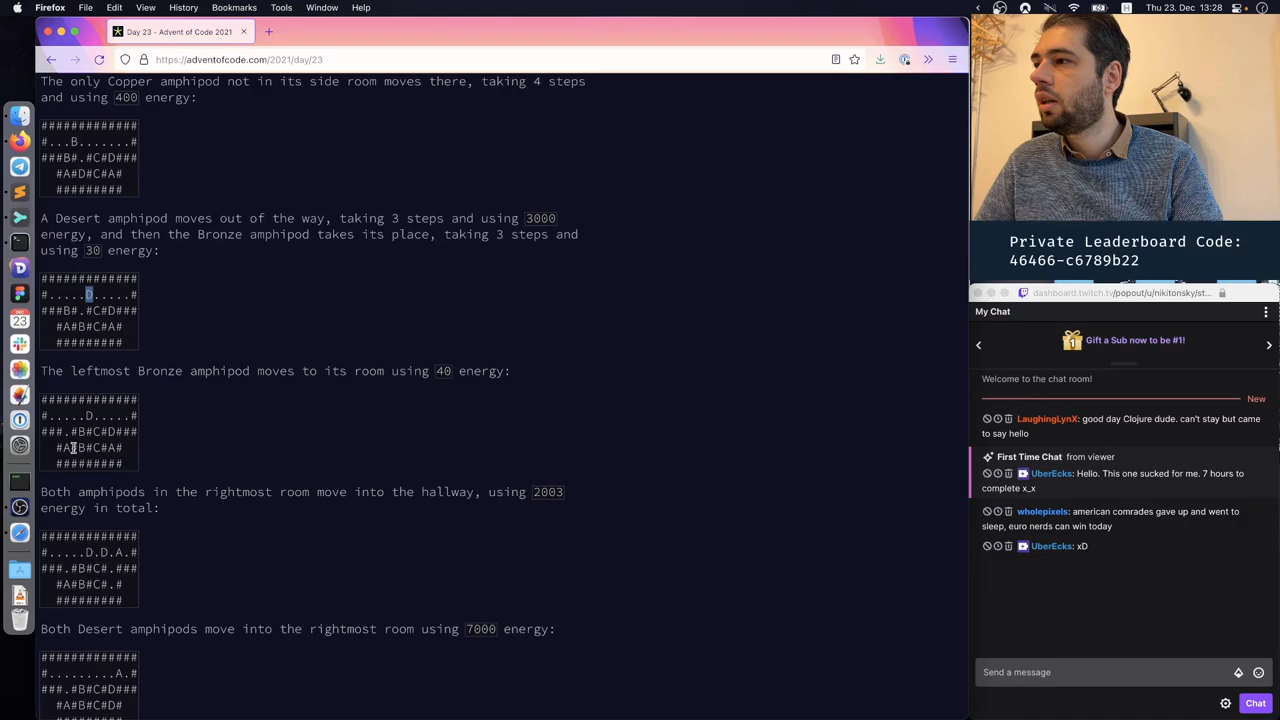 Firefox File Edit View History Bookmarks Tools Window Help
Thu 23. Dec 13:28
Day 23 - Advent of Code 2021
https://adventofcode.com/2021/day/23
The only Copper amphipod not in its side room moves there, taking 4 steps
and using 400 energy:
#############
#...B.......#
###B#.#C#D###
#A#D#C#A#
#########
A Desert amphipod moves out of the way, taking 3 steps and using 3000
energy, and then the Bronze amphipod takes its place, taking 3 steps and
using 30 energy:
#############
#.....D.....#
###B#.#C#D###
#A#B#C#A#
#########
The leftmost Bronze amphipod moves to its room using 40 energy:
#############
#.....D.....#
###.#B#C#D###
#A#B#C#A#
#########
Both amphipods in the rightmost room move into the hallway, using 2003
energy in total:
#############
#.....D.D.A.#
###.#B#C#.###
#A#B#C#.#
#########
Both Desert amphipods move into the rightmost room using 7000 energy:
#############
#.........A.#
###.#B#C#D###
#A#B#C#D#
Private Leaderboard Code:
46466-c6789b22
dashboard.twitch.tv/popout/u/nikitonsky/st...
My Chat
Gift a Sub now to be #1!
Welcome to the chat room!
New
LaughingLynX: good day Clojure dude. can't stay but came
to say hello
First Time Chat from viewer
UberEcks: Hello. This one sucked for me. 7 hours to
complete x_x
wholepixels: american comrades gave up and went to
sleep, euro nerds can win today
UberEcks: xD
Send a message
Chat